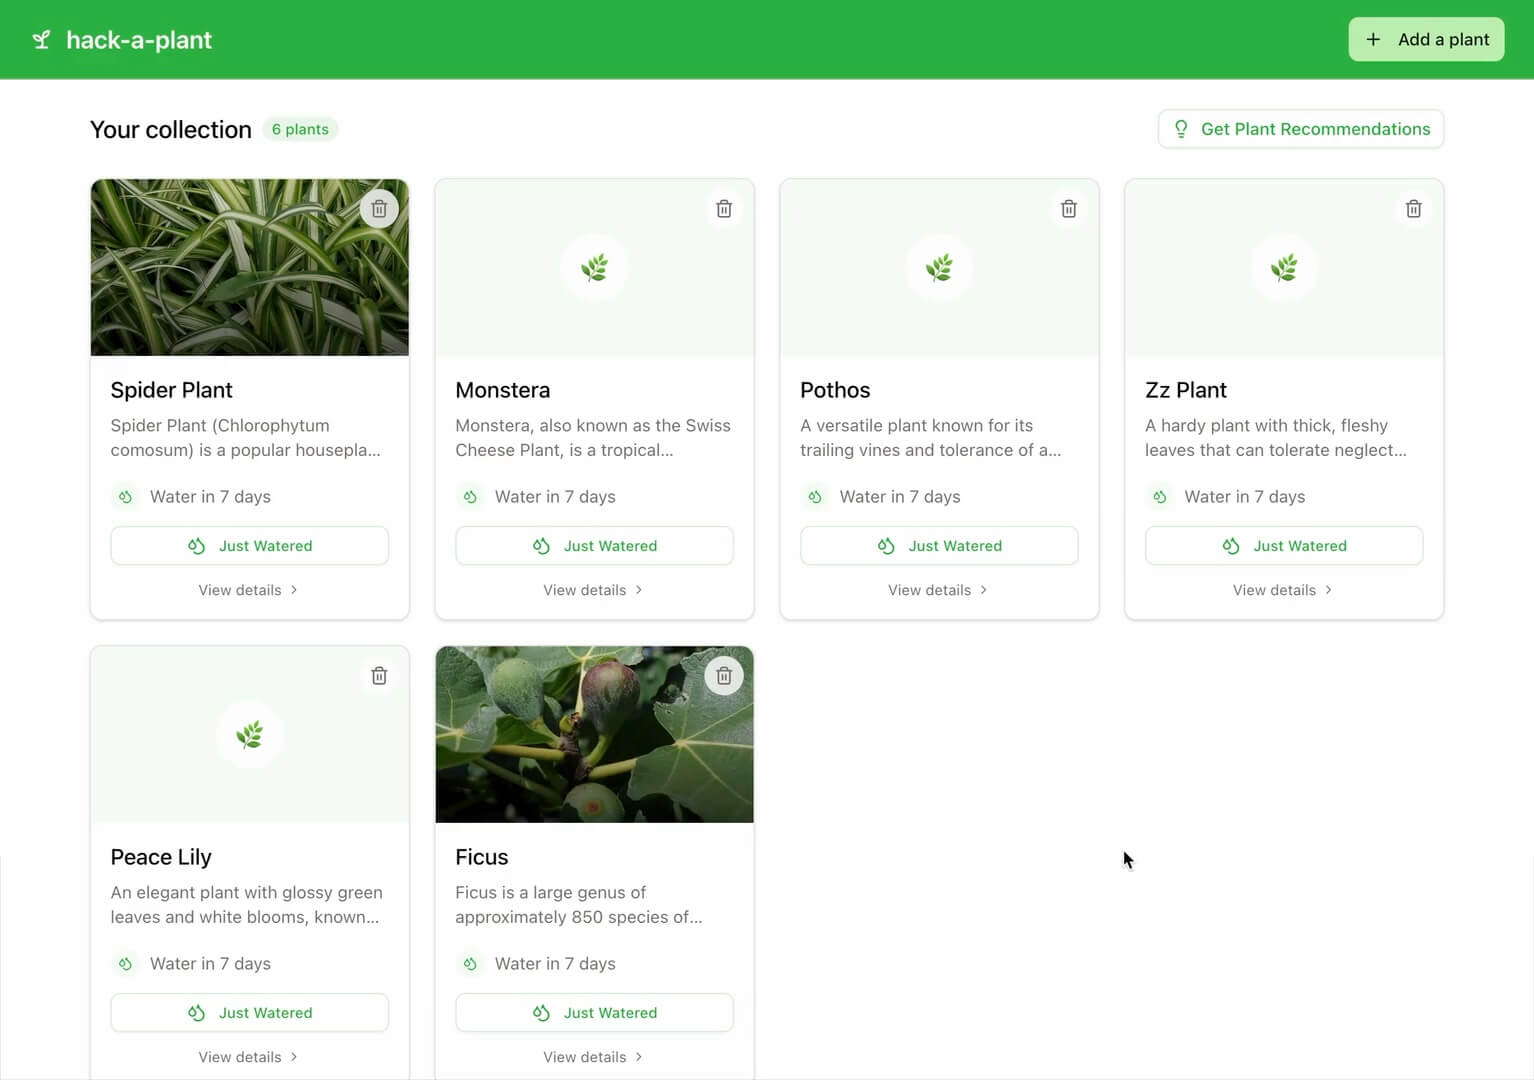 hack-a-plant
Add a plant
Your collection
6 plants
Get Plant Recommendations
Spider Plant
Spider Plant (Chlorophytum
comosum) is a popular housepla...
Water in 7 days
Just Watered
View details
Monstera
Monstera, also known as the Swiss
Cheese Plant, is a tropical...
Water in 7 days
Just Watered
View details
Pothos
A versatile plant known for its
trailing vines and tolerance of a...
Water in 7 days
Just Watered
View details
Zz Plant
A hardy plant with thick, fleshy
leaves that can tolerate neglect...
Water in 7 days
Just Watered
View details
Peace Lily
An elegant plant with glossy green
leaves and white blooms, known...
Water in 7 days
Just Watered
View details
Ficus
Ficus is a large genus of
approximately 850 species of...
Water in 7 days
Just Watered
View details